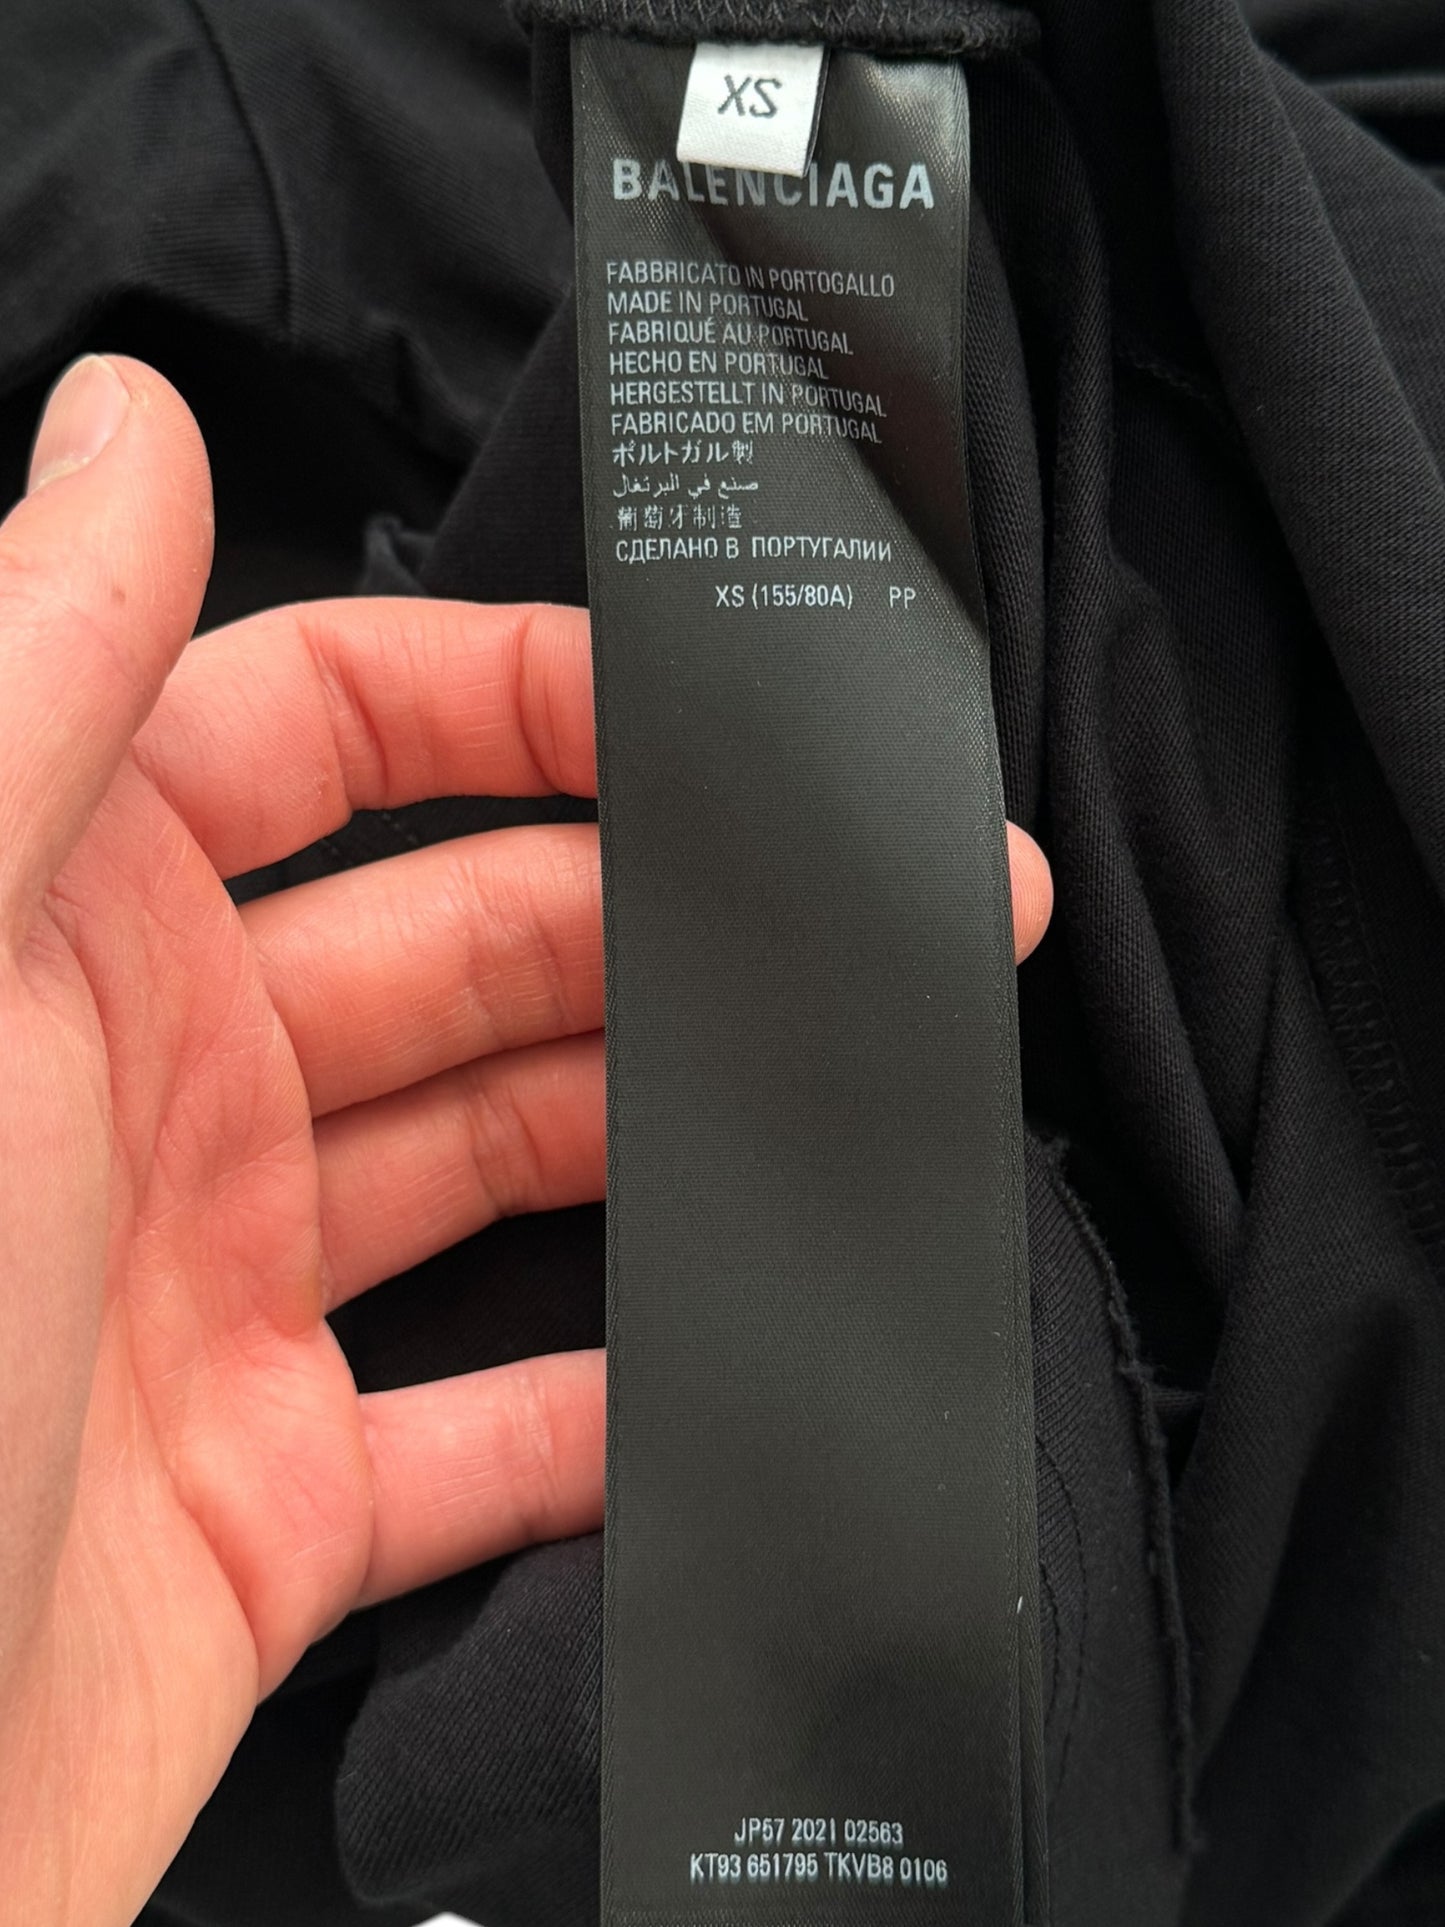 XS
BALENCIAGA
FABBRICATO IN PORTOGALLO
MADE IN PORTUGAL
FABRIQUÉ AU PORTUGAL
HECHO EN PORTUGAL
HERGESTELLT IN PORTUGAL
FABRICADO EM PORTUGAL
ポルトガル製
صنع في البرتغال
葡萄牙制造
СДЕЛАНО В ПОРТУГАЛИИ
XS (155/80A) PP
JP57 2021 02563
KT93 651795 TKVB8 0106